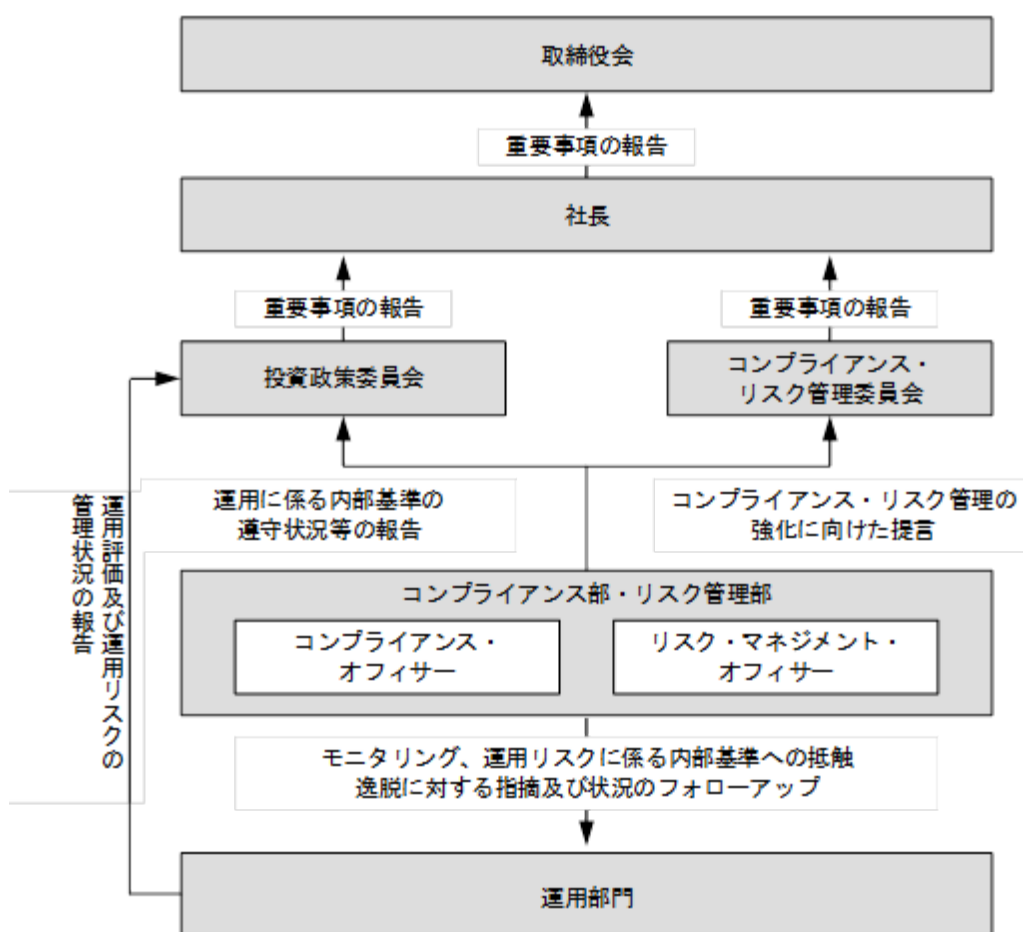 取締役会
重要事項の報告
社長
重要事項の報告
重要事項の報告
投資政策委員会
コンプライアンス・
リスク管理委員会
運用評価及び運用リスクの
管理状況の報告
運用に係る内部基準の
遵守状況等の報告
コンプライアンス・リスク管理の
強化に向けた提言
コンプライアンス部・リスク管理部
コンプライアンス・
オフィサー
リスク・マネジメント・
オフィサー
モニタリング、運用リスクに係る内部基準への抵触
逸脱に対する指摘及び状況のフォローアップ
運用部門